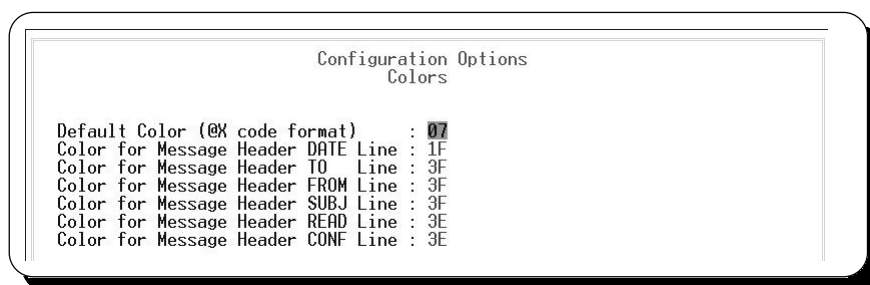 Configuration Options
Colors
Default Color (@X code format) : 07
Color for Message Header DATE Line : 1F
Color for Message Header TO Line : 3F
Color for Message Header FROM Line : 3F
Color for Message Header SUBJ Line : 3F
Color for Message Header READ Line : 3E
Color for Message Header CONF Line : 3E